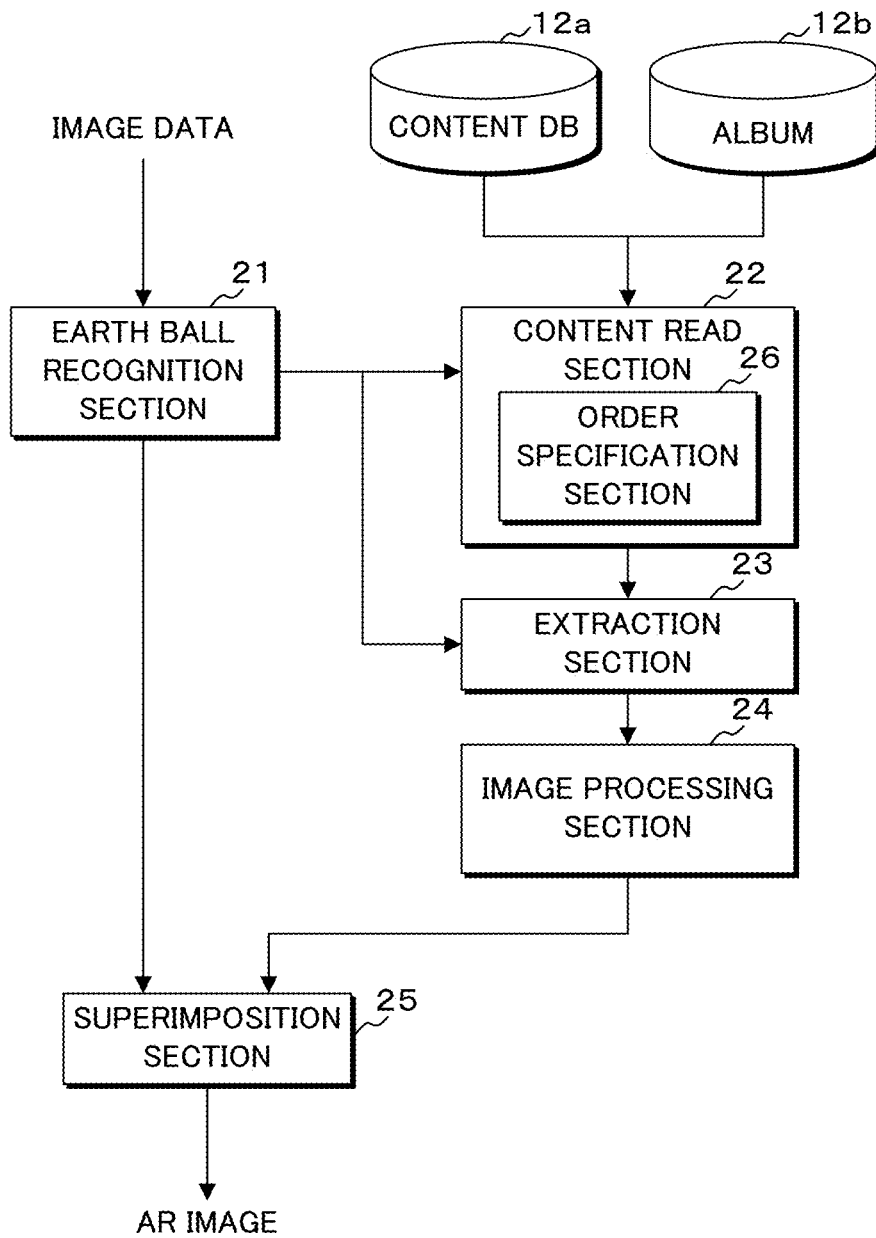 12a
12b
CONTENT DB
ALBUM
IMAGE DATA
21
EARTH BALL
RECOGNITION
SECTION
22
CONTENT READ
SECTION
26
ORDER
SPECIFICATION
SECTION
23
EXTRACTION
SECTION
24
IMAGE PROCESSING
SECTION
25
SUPERIMPOSITION
SECTION
AR IMAGE